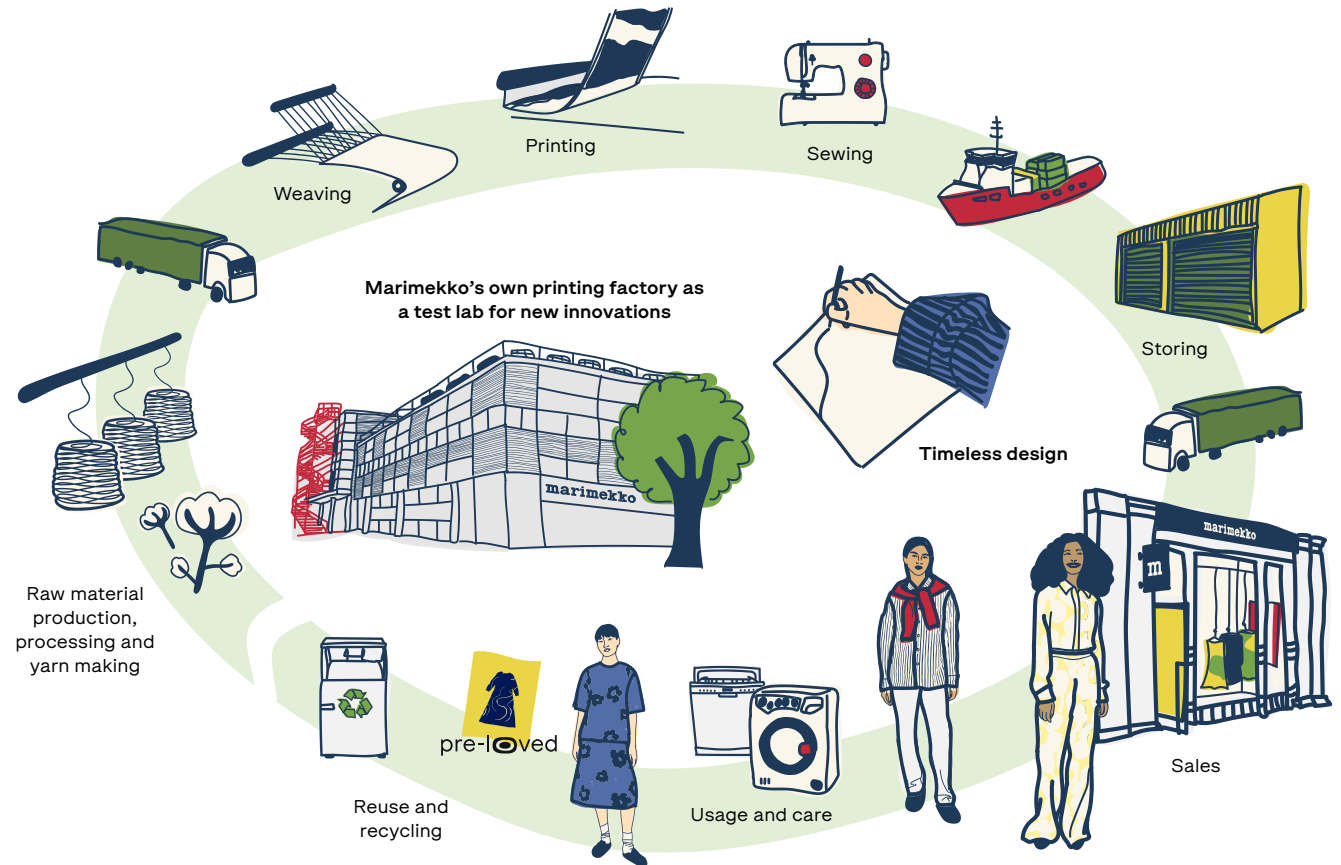 Printing
Sewing
Weaving
Marimekko's own printing factory as
a test lab for new innovations
Storing
Timeless design
marimekko
marimekko
m
Raw material
production,
processing and
yarn making
pre-loved
Sales
Reuse and
recycling
Usage and care